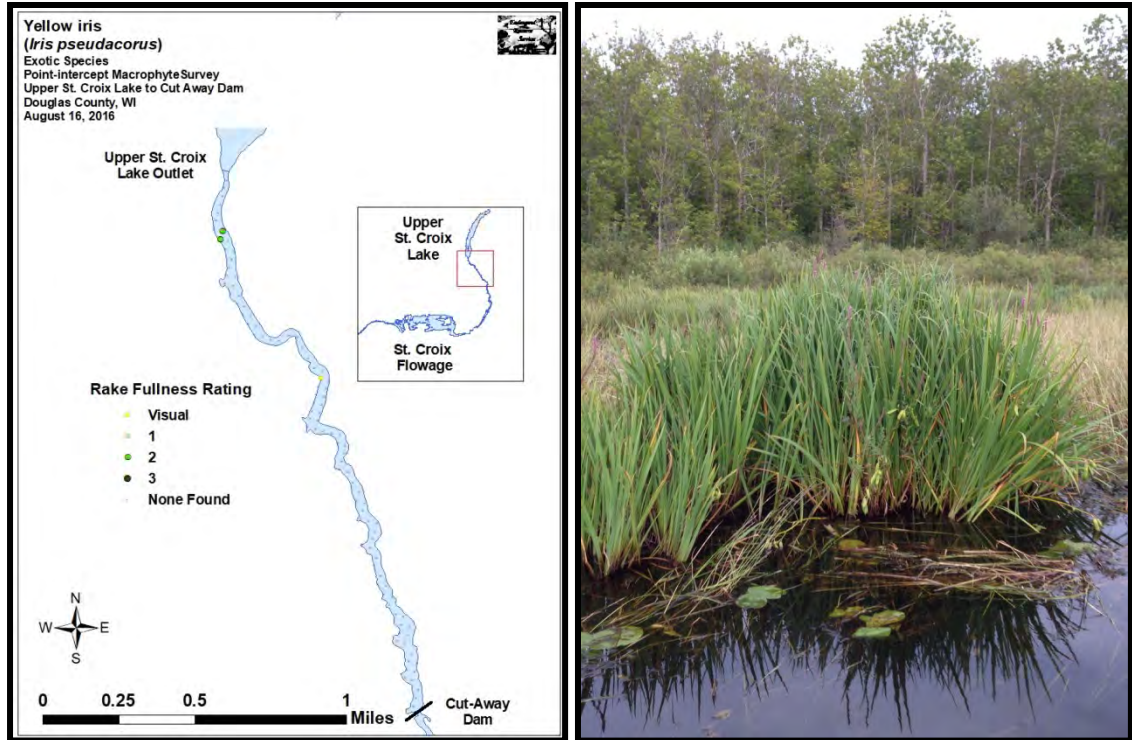 Yellow iris
(Iris pseudacorus)
Exotic Species
Point-intercept MacrophyteSurvey
Upper St. Croix Lake to Cut Away Dam
Douglas County, WI
August 16, 2016
Upper St. Croix
Lake Outlet
Upper
St. Croix
Lake
St. Croix
Flowage
Rake Fullness Rating
Visual
1
2
3
None Found
N
W E
S
0 0.25 0.5 1
Miles
Cut-Away
Dam